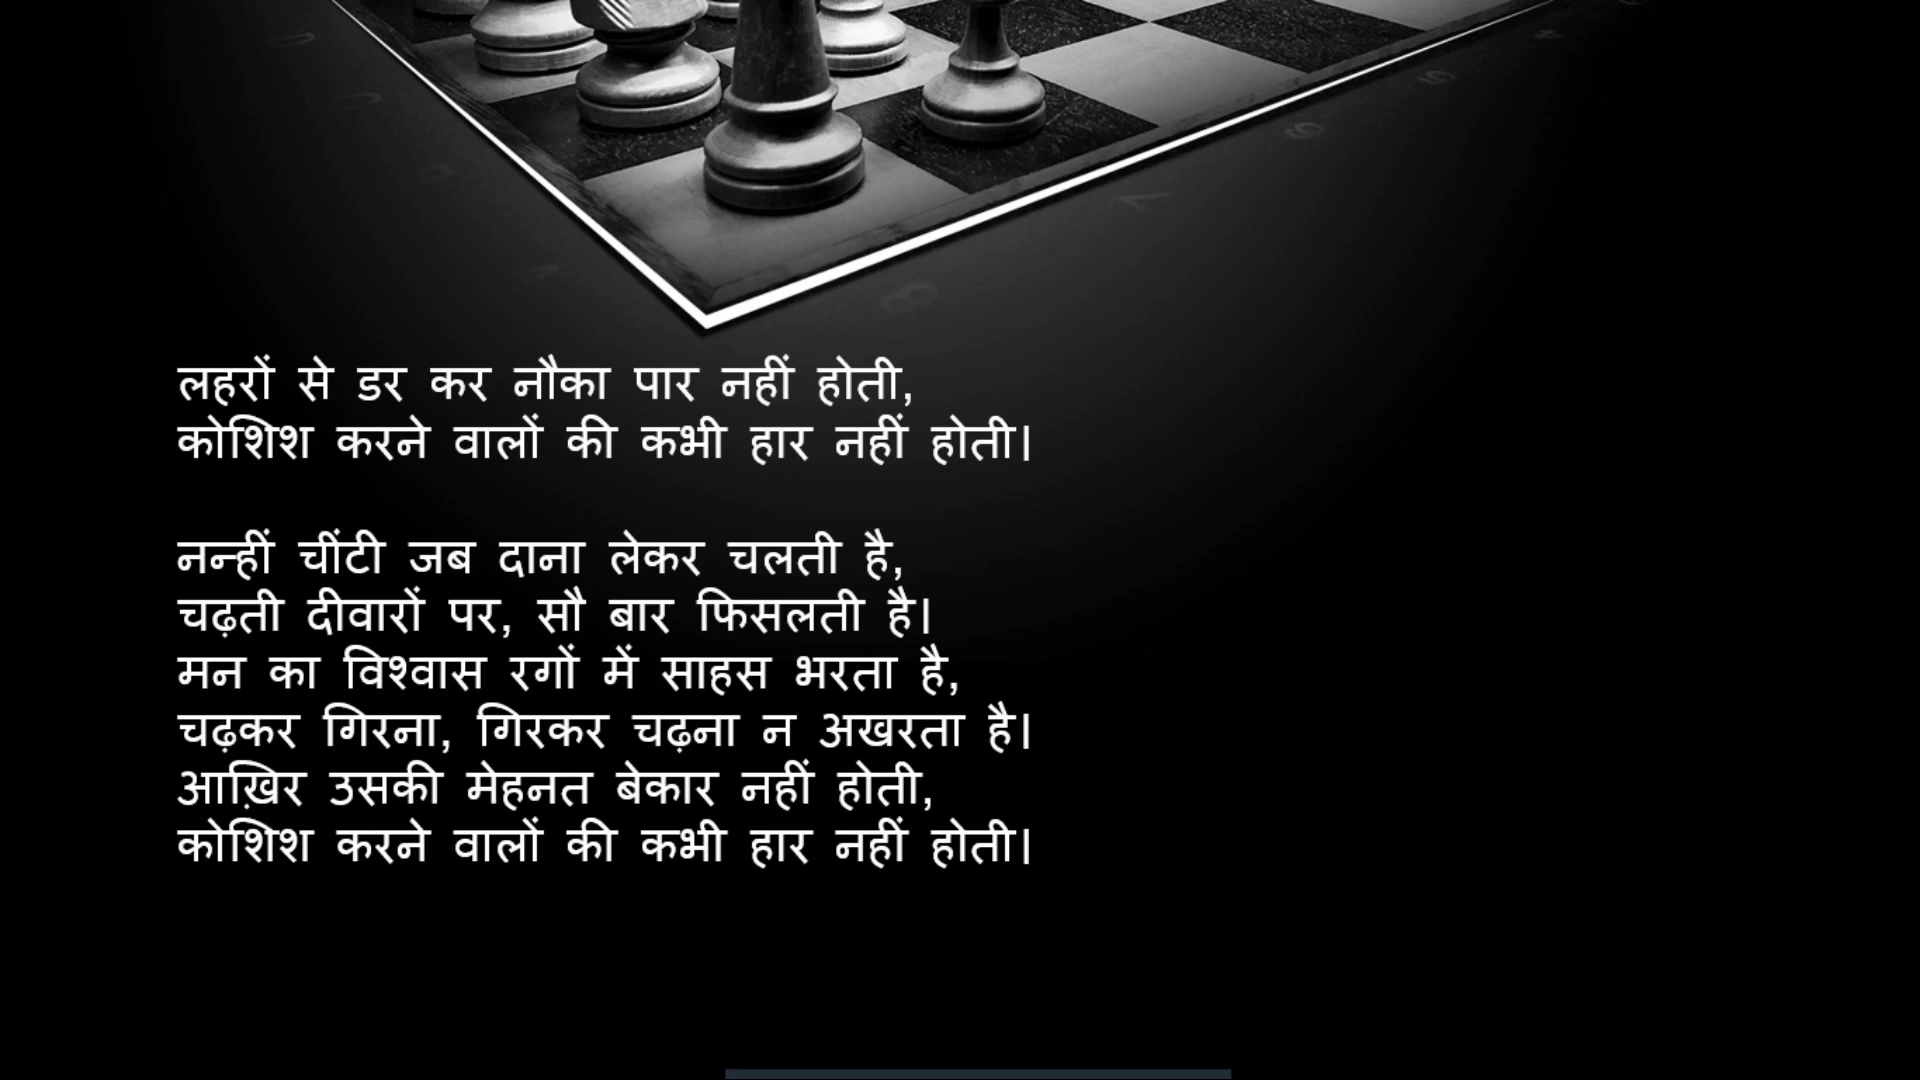 लहरों से डर कर नौका पार नहीं होती,
कोशिश करने वालों की कभी हार नहीं होती।
नन्हीं चींटी जब दाना लेकर चलती है,
चढ़ती दीवारों पर, सौ बार फिसलती है।
मन का विश्वास रगों में साहस भरता है,
चढ़कर गिरना, गिरकर चढ़ना न अखरता है।
आख़िर उसकी मेहनत बेकार नहीं होती,
कोशिश करने वालों की कभी हार नहीं होती।